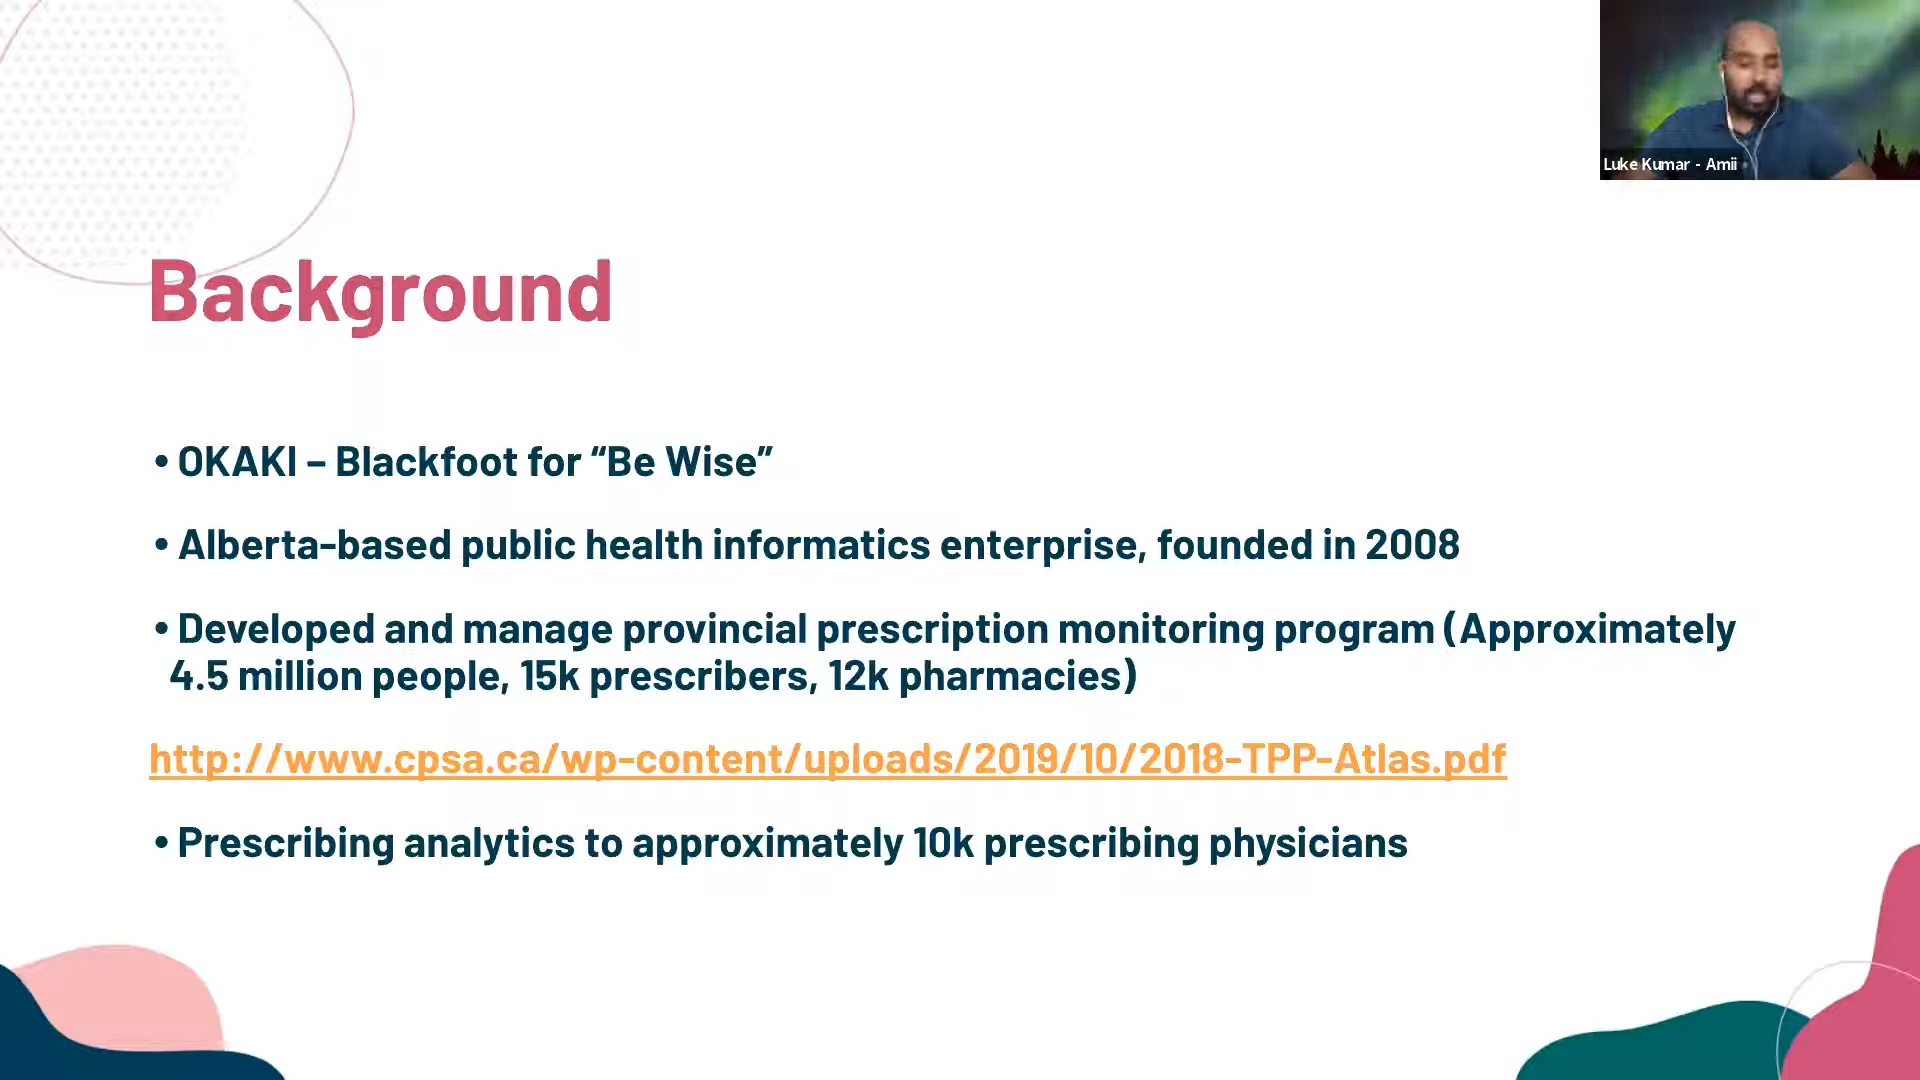 Luke Kumar - Amii
Background
• OKAKI – Blackfoot for “Be Wise”
• Alberta-based public health informatics enterprise, founded in 2008
• Developed and manage provincial prescription monitoring program (Approximately
4.5 million people, 15k prescribers, 12k pharmacies)
http://www.cpsa.ca/wp-content/uploads/2019/10/2018-TPP-Atlas.pdf
• Prescribing analytics to approximately 10k prescribing physicians